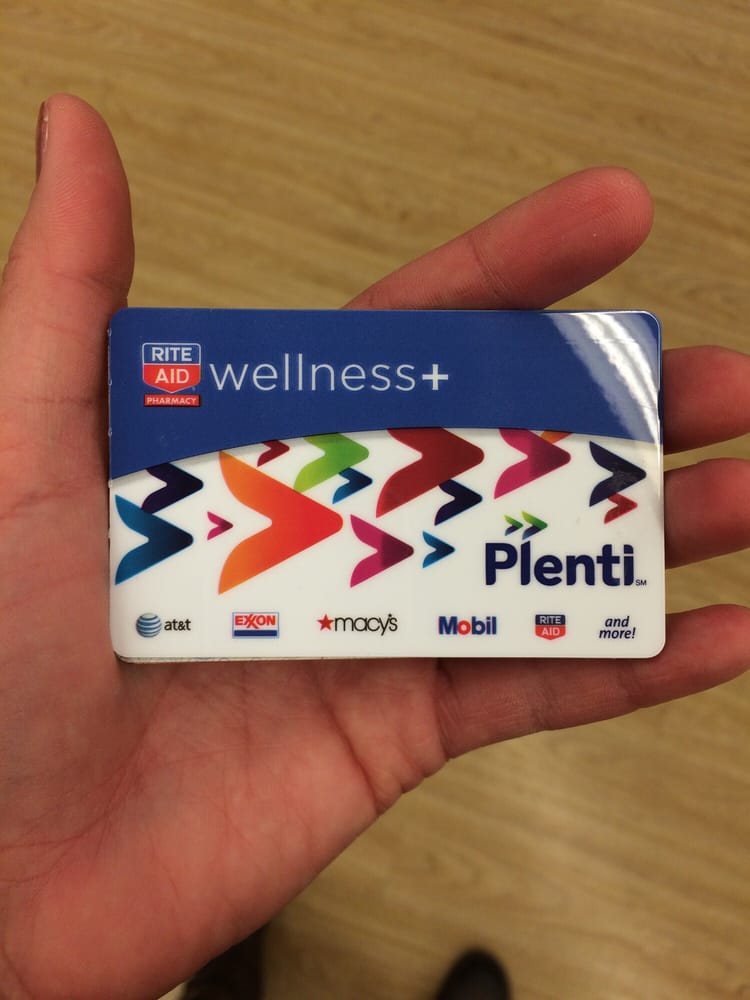 RITE
AID
PHARMACY
wellness+
Plenti SM
at&t
EXXON
macy's
Mobil
RITE
AID
and
more!